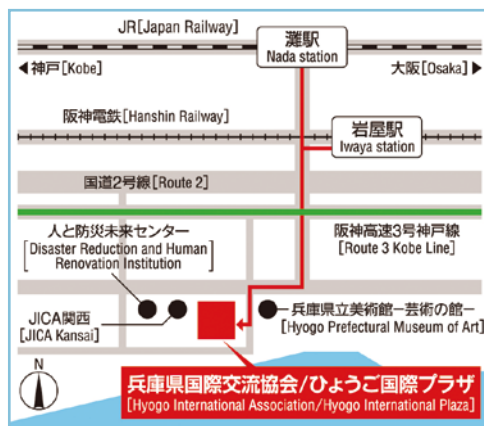 JR[Japan Railway]
灘駅
Nada station
◀神戸[Kobe]
大阪[Osaka]▶
阪神電鉄[Hanshin Railway]
岩屋駅
Iwaya station
国道2号線[Route 2]
人と防災未来センター
[Disaster Reduction and Human
Renovation Institution]
阪神高速3号神戸線
[Route 3 Kobe Line]
JICA関西
[JICA Kansai]
兵庫県立美術館ー芸術の館ー
[Hyogo Prefectural Museum of Art]
N
兵庫県国際交流協会/ひょうご国際プラザ
[Hyogo International Association/Hyogo International Plaza]